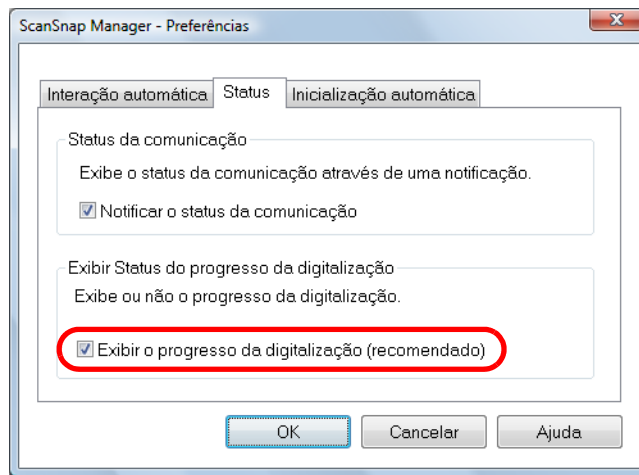 ScanSnap Manager - Preferências
Interação automática Status Inicialização automática
Status da comunicação
Exibe o status da comunicação através de uma notificação.
Notificar o status da comunicação
Exibir Status do progresso da digitalização
Exibe ou não o progresso da digitalização.
Exibir o progresso da digitalização (recomendado)
OK Cancelar Ajuda